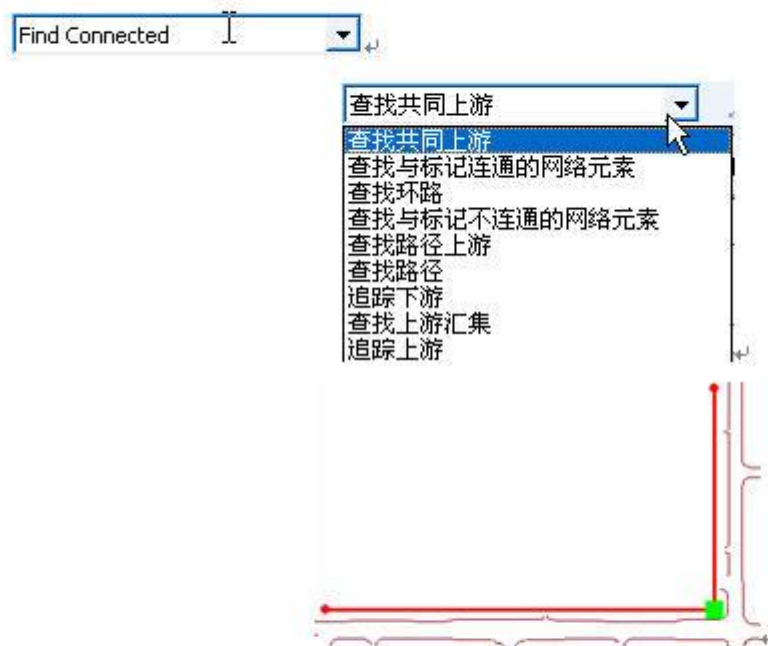 Find Connected
查找共同上游
查找共同上游
查找与标记连通的网络元素
查找环路
查找与标记不连通的网络元素
查找路径上游
查找路径
追踪下游
查找上游汇集
追踪上游